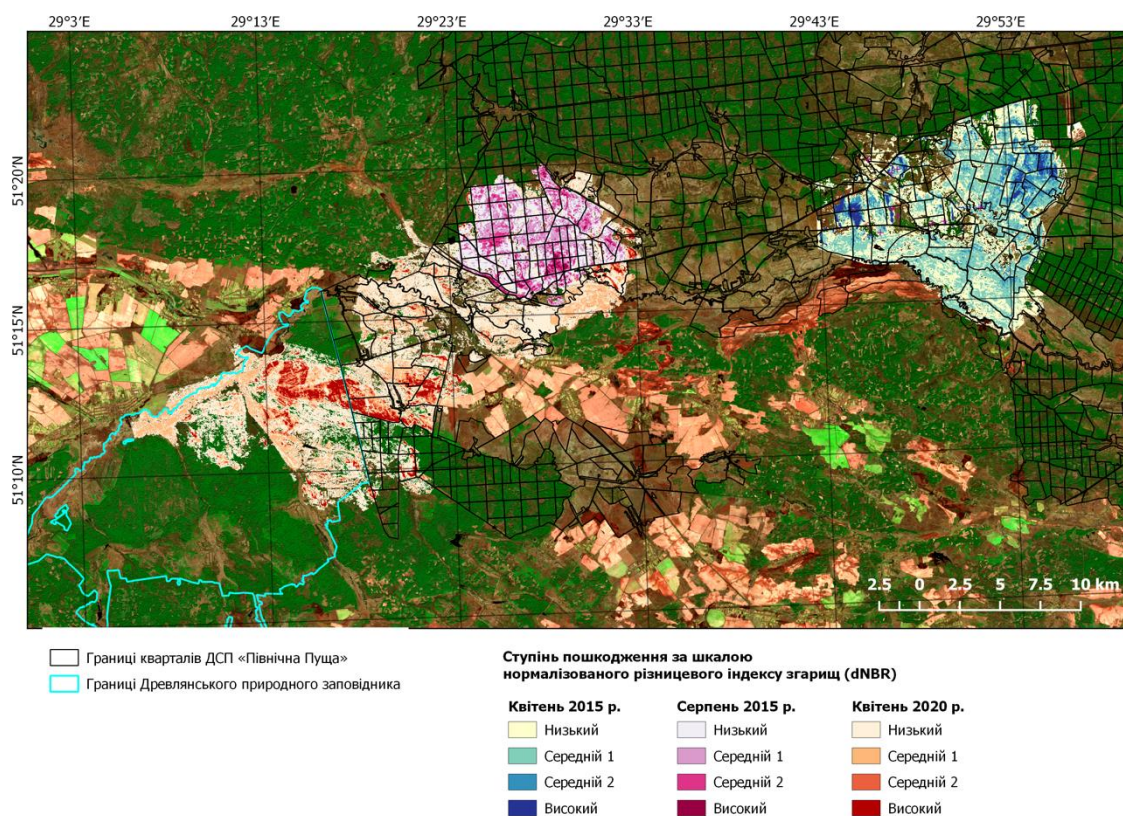 29°3'E 29°13'E 29°23'E 29°33'E 29°43'E 29°53'E
51°20'N
51°15'N
51°10'N
2.5 0 2.5 5 7.5 10 km
Границі кварталів ДСП «Північна Пуща»
Границі Древлянського природного заповідника
Ступінь пошкодження за шкалою
нормалізованого різницевого індексу згарищ (dNBR)
Квітень 2015 р. Серпень 2015 р. Квітень 2020 р.
Низький Низький Низький
Середній 1 Середній 1 Середній 1
Середній 2 Середній 2 Середній 2
Високий Високий Високий